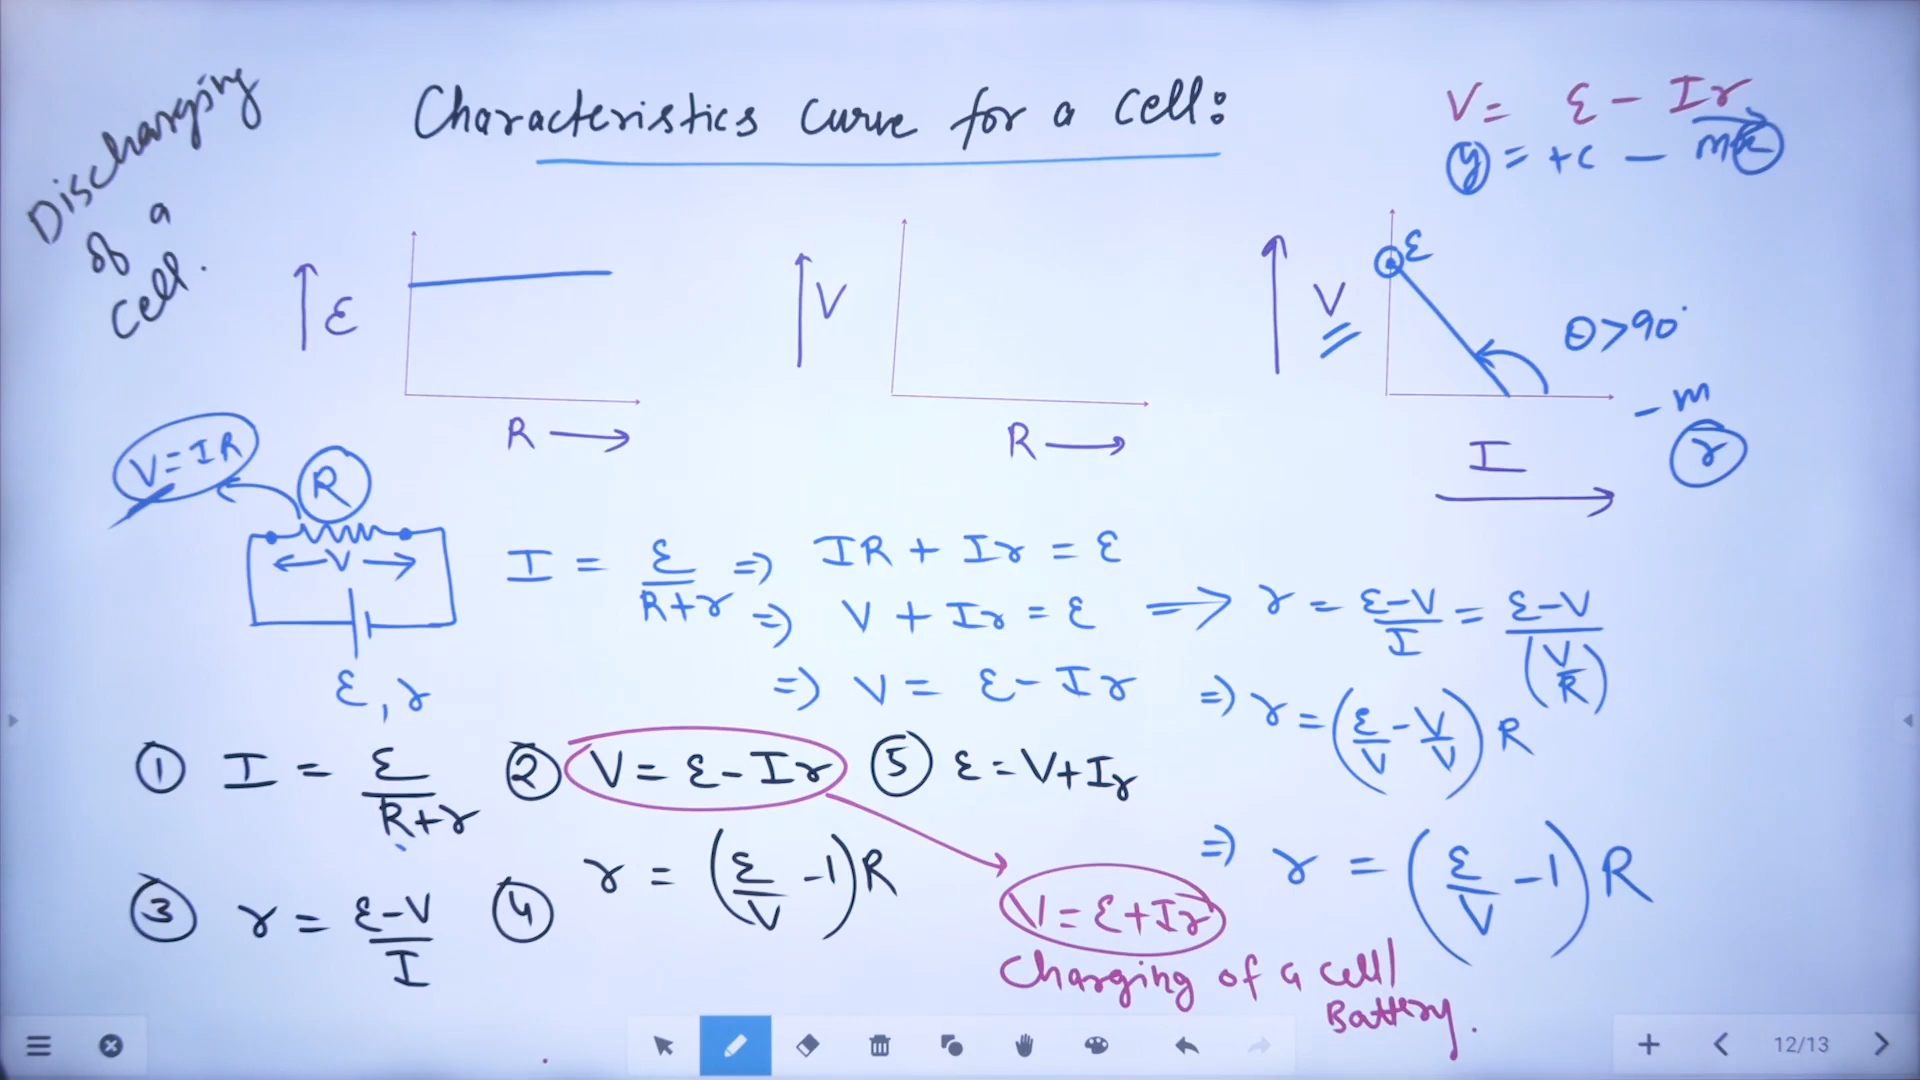 Discharging
of a
cell.
Characteristics curve for a cell:
V = ε - Ir
y = +c - mx
ε
R
V
R
V
ε
θ>90°
I
-m
r
V=IR
R
V
ε, r
I = ε/(R+r) ⇒ IR + Ir = ε
⇒ V + Ir = ε ⇒ r = (ε-V)/I = (ε-V)/(V/R)
⇒ V = ε - Ir ⇒ r = (ε/V - V/V) R
① I = ε/(R+r) ② V = ε - Ir ⑤ ε = V + Ir
③ r = (ε-V)/I ④ r = (ε/V - 1)R
⇒ r = (ε/V - 1) R
V = ε + Ir
Charging of a cell/
Battery.
12/13